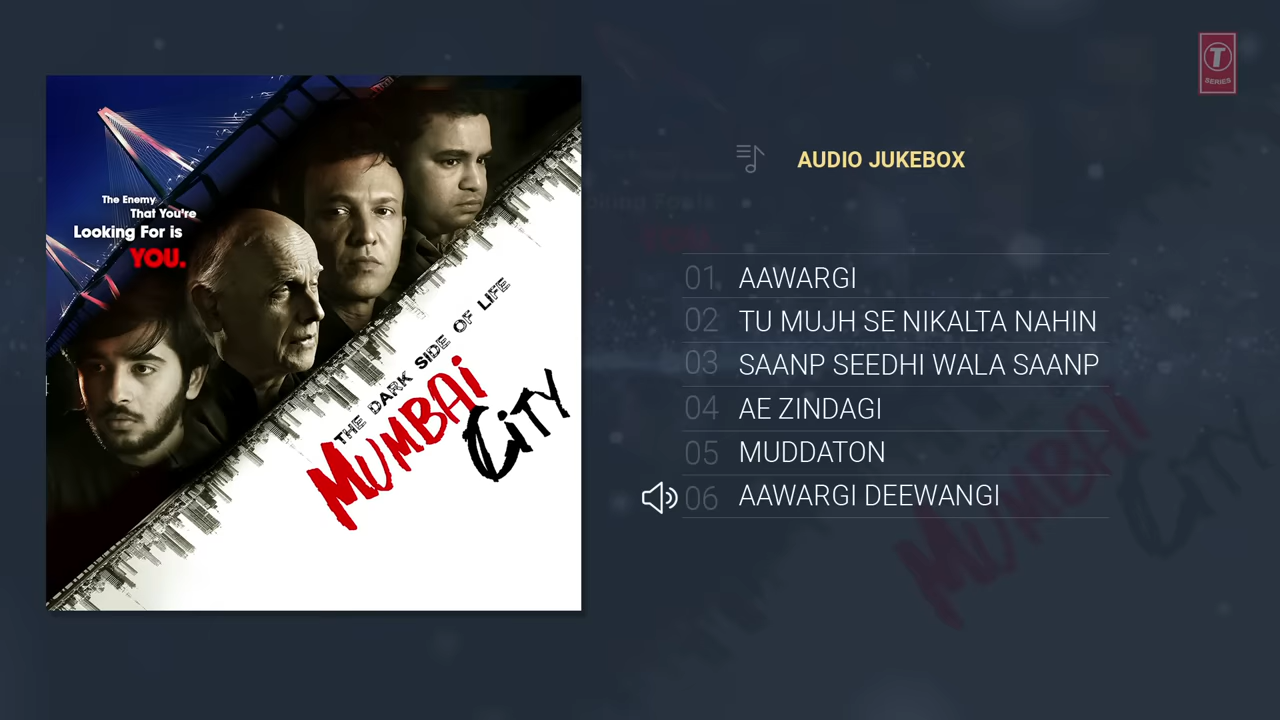 T
SERIES
The Enemy
That You're
Looking For is
YOU.
THE DARK SIDE OF LIFE
MUMBAI
CITY
AUDIO JUKEBOX
01 AAWARGI
02 TU MUJH SE NIKALTA NAHIN
03 SAANP SEEDHI WALA SAANP
04 AE ZINDAGI
05 MUDDATON
06 AAWARGI DEEWANGI
MUMBAI
CITY